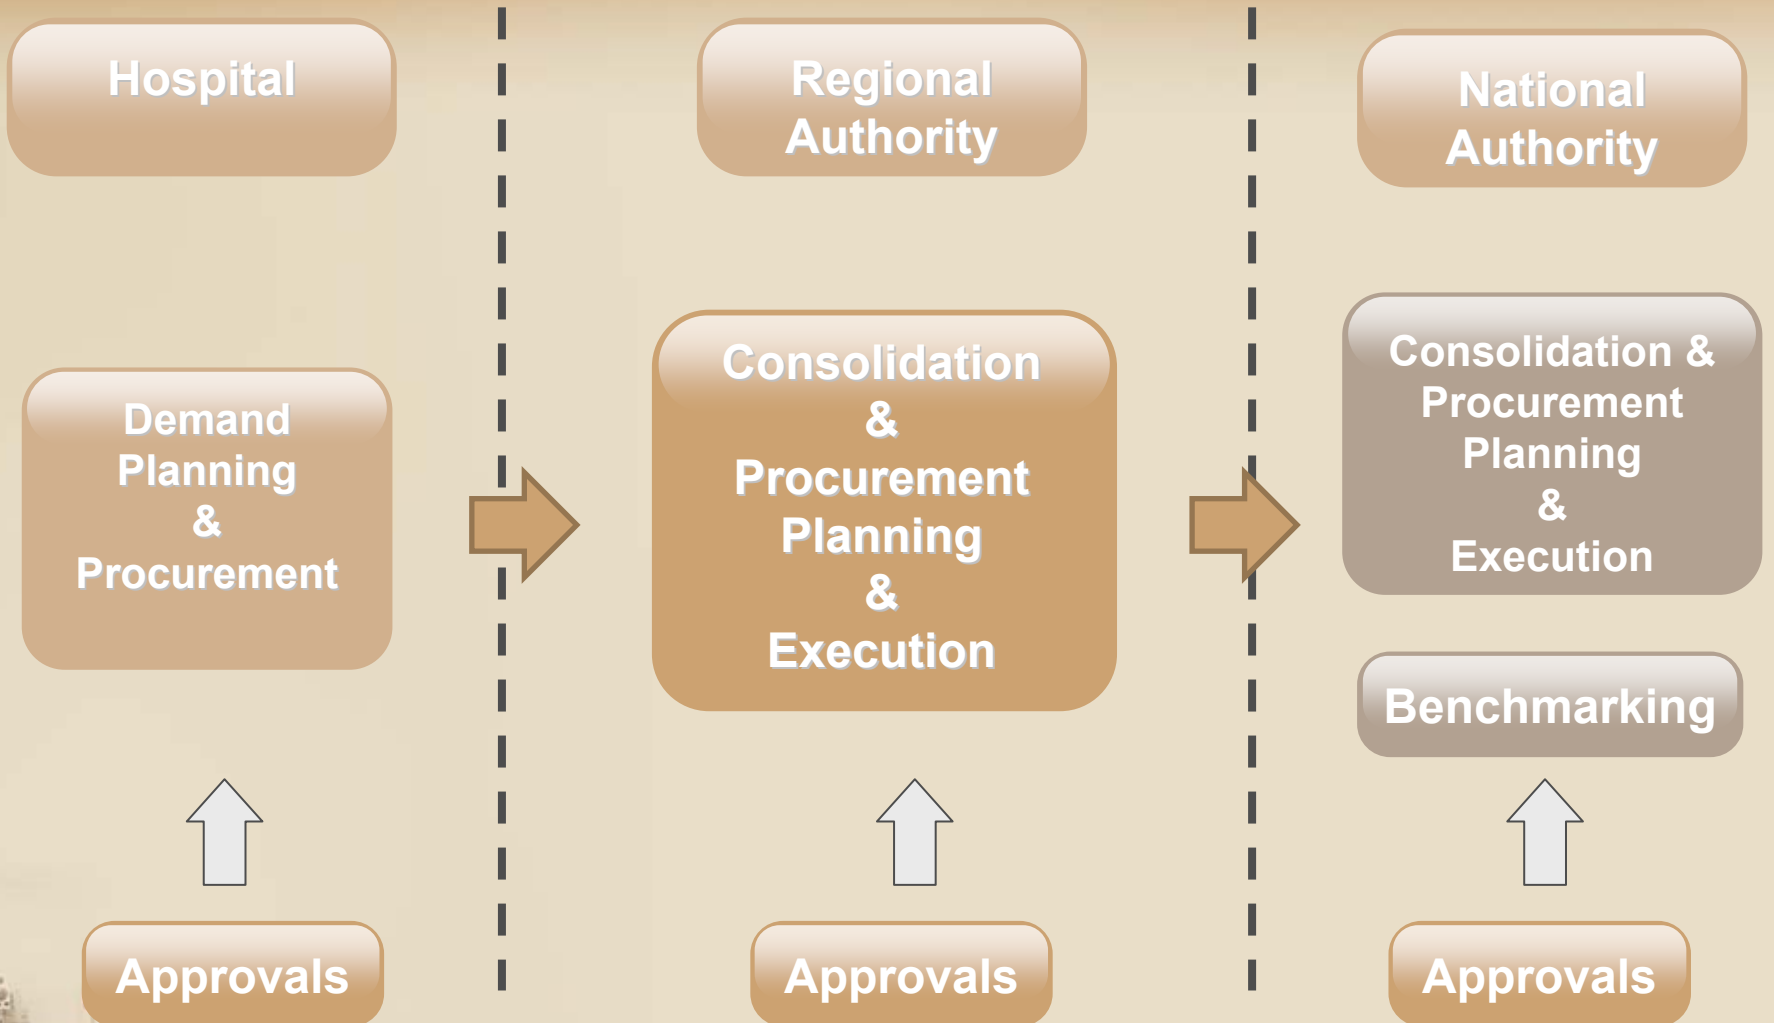 Hospital
Regional
Authority
National
Authority
Demand
Planning
&
Procurement
Consolidation
&
Procurement
Planning
&
Execution
Consolidation &
Procurement
Planning
&
Execution
Benchmarking
Approvals
Approvals
Approvals